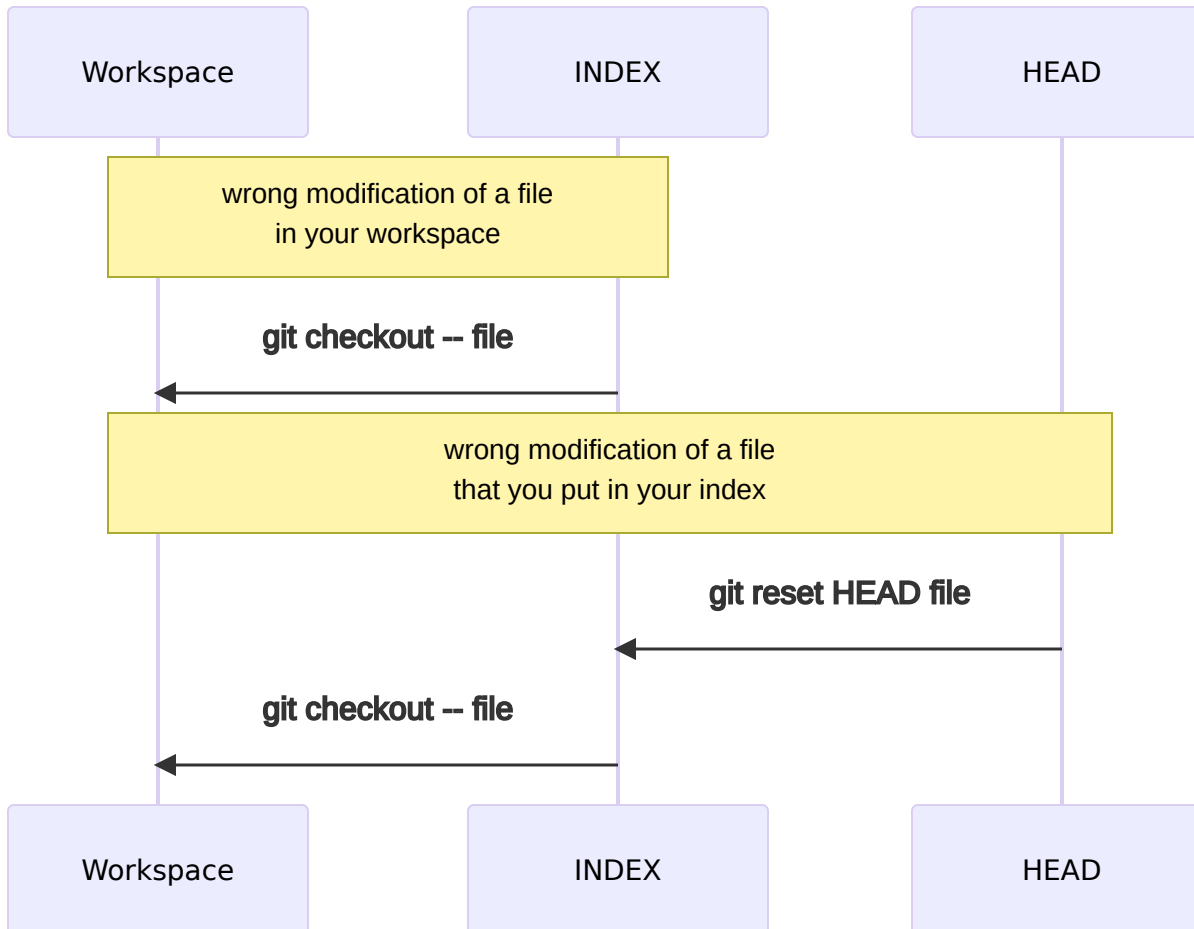 Workspace
INDEX
HEAD
wrong modification of a file
in your workspace
git checkout -- file
wrong modification of a file
that you put in your index
git reset HEAD file
git checkout -- file
Workspace
INDEX
HEAD